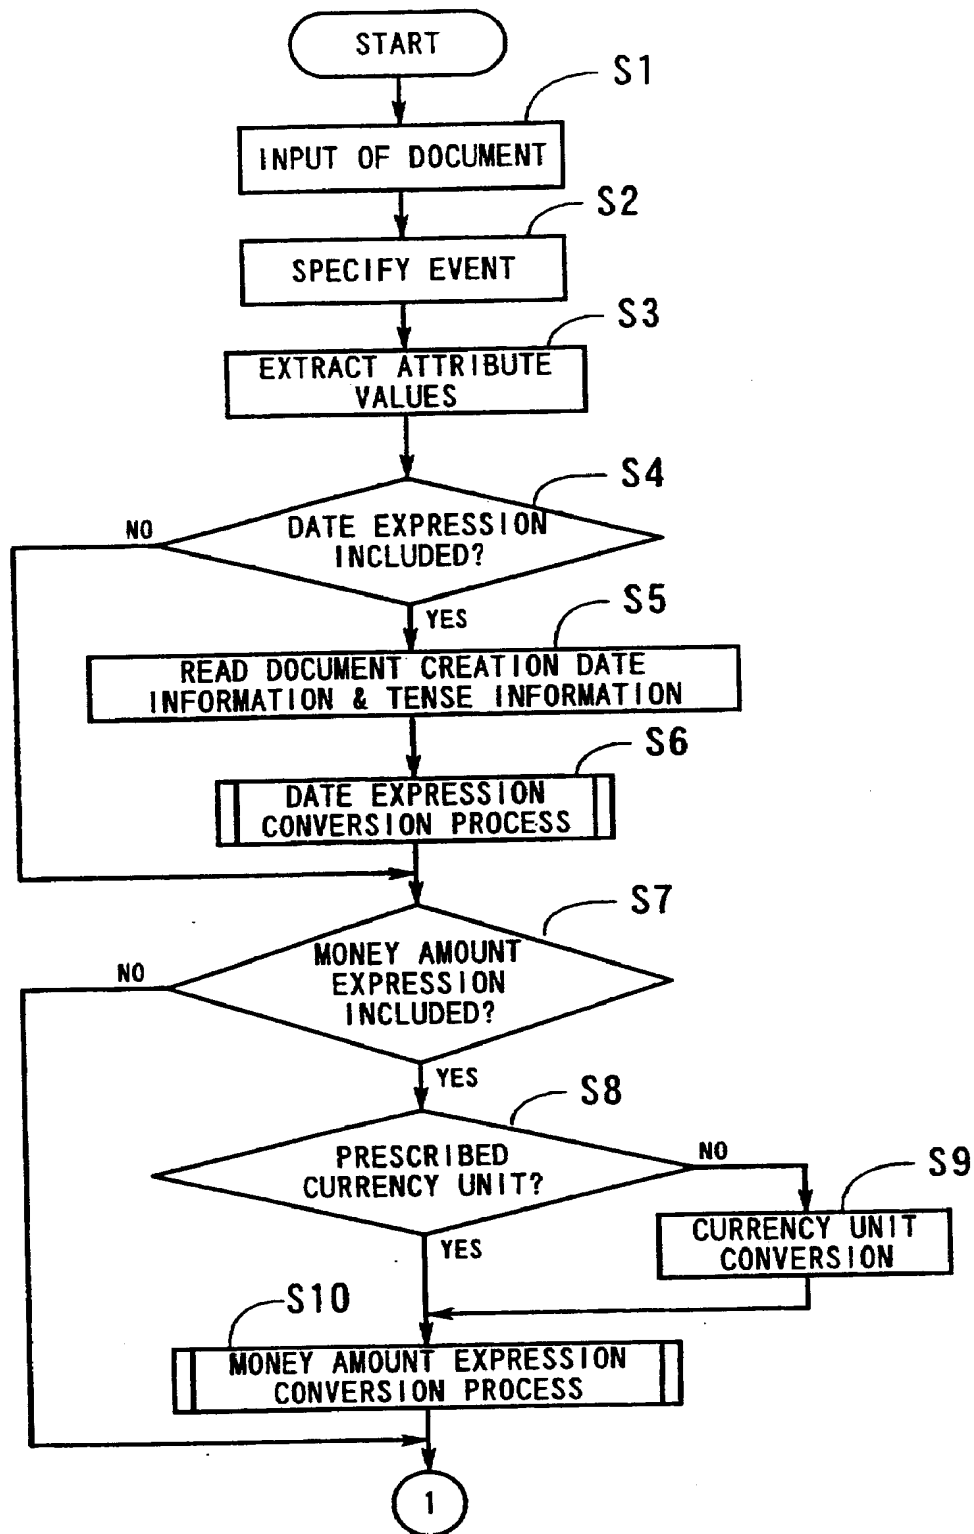 START
S1
INPUT OF DOCUMENT
S2
SPECIFY EVENT
S3
EXTRACT ATTRIBUTE
VALUES
S4
NO
DATE EXPRESSION
INCLUDED?
YES
S5
READ DOCUMENT CREATION DATE
INFORMATION & TENSE INFORMATION
S6
DATE EXPRESSION
CONVERSION PROCESS
S7
NO
MONEY AMOUNT
EXPRESSION
INCLUDED?
YES
S8
PRESCRIBED
CURRENCY UNIT?
NO
S9
CURRENCY UNIT
CONVERSION
YES
S10
MONEY AMOUNT EXPRESSION
CONVERSION PROCESS
1